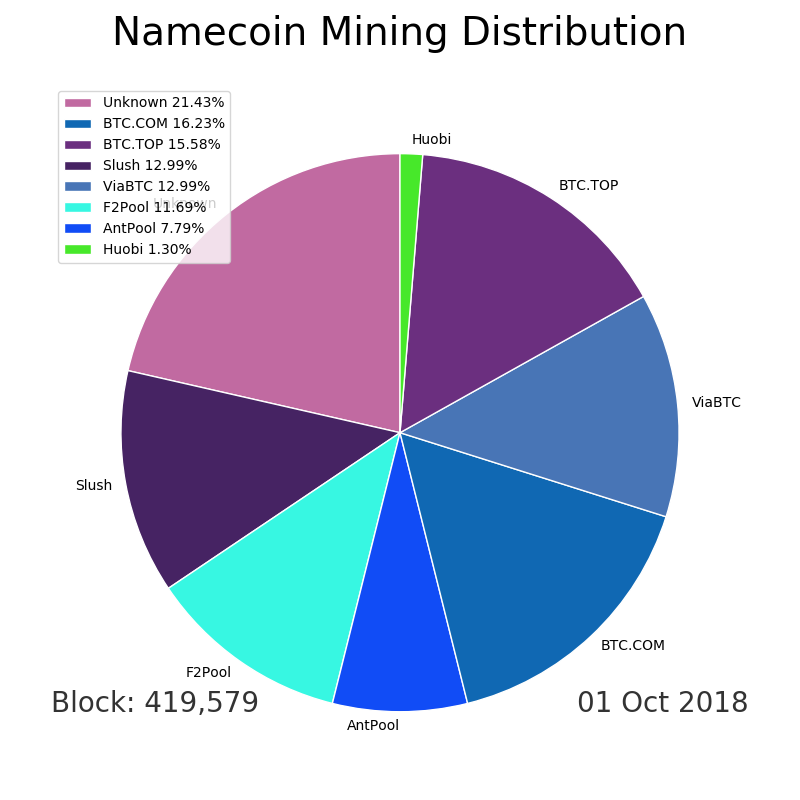 Namecoin Mining Distribution
Unknown 21.43%
BTC.COM 16.23%
BTC.TOP 15.58%
Slush 12.99%
ViaBTC 12.99%
F2Pool 11.69%
AntPool 7.79%
Huobi 1.30%
Huobi
BTC.TOP
Unknown
ViaBTC
Slush
BTC.COM
F2Pool
AntPool
Block: 419,579
01 Oct 2018